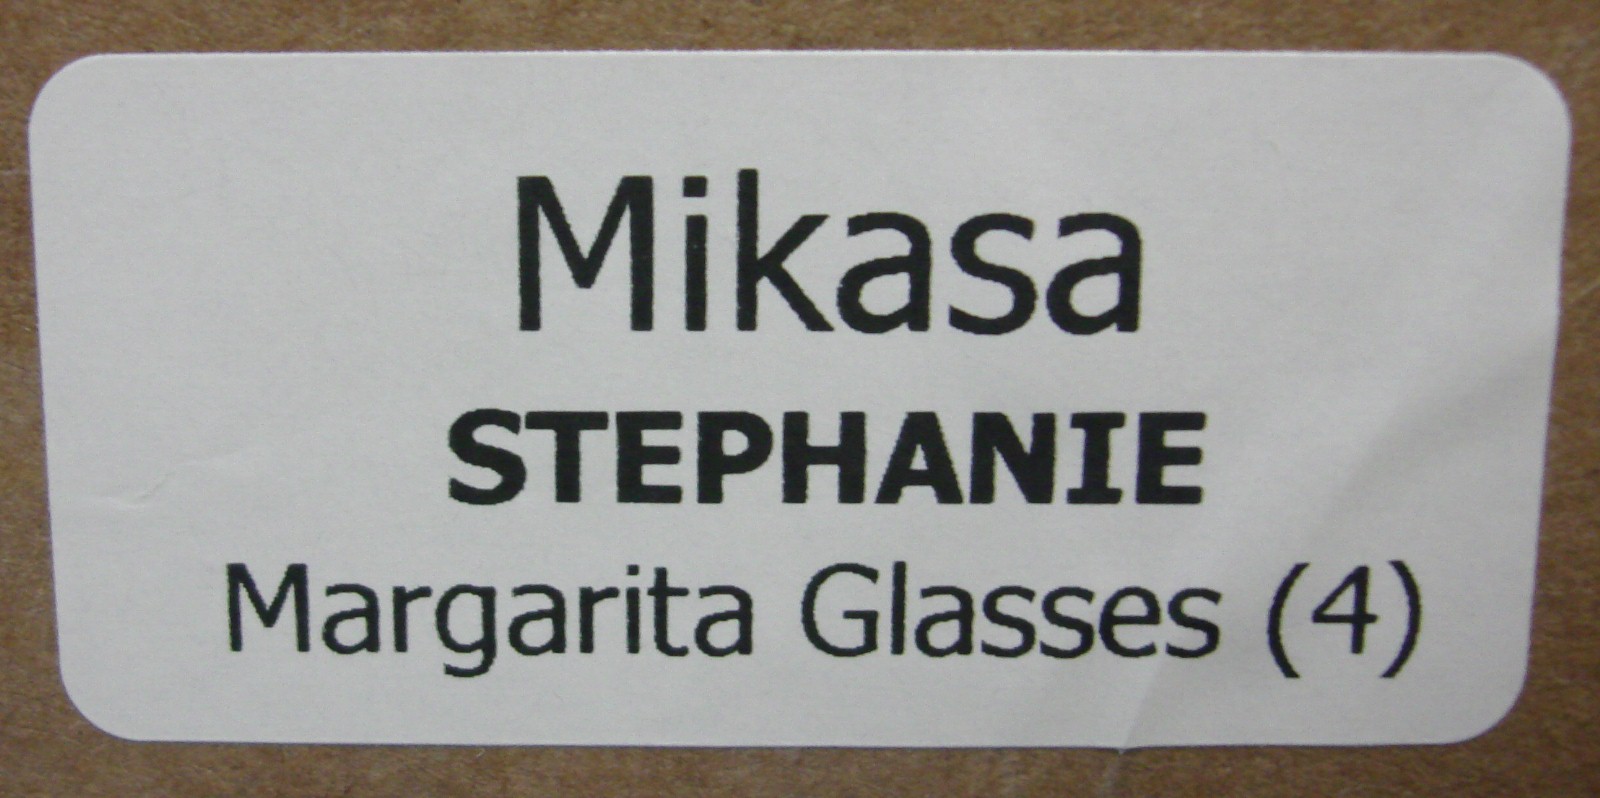 Mikasa
STEPHANIE
Margarita Glasses (4)